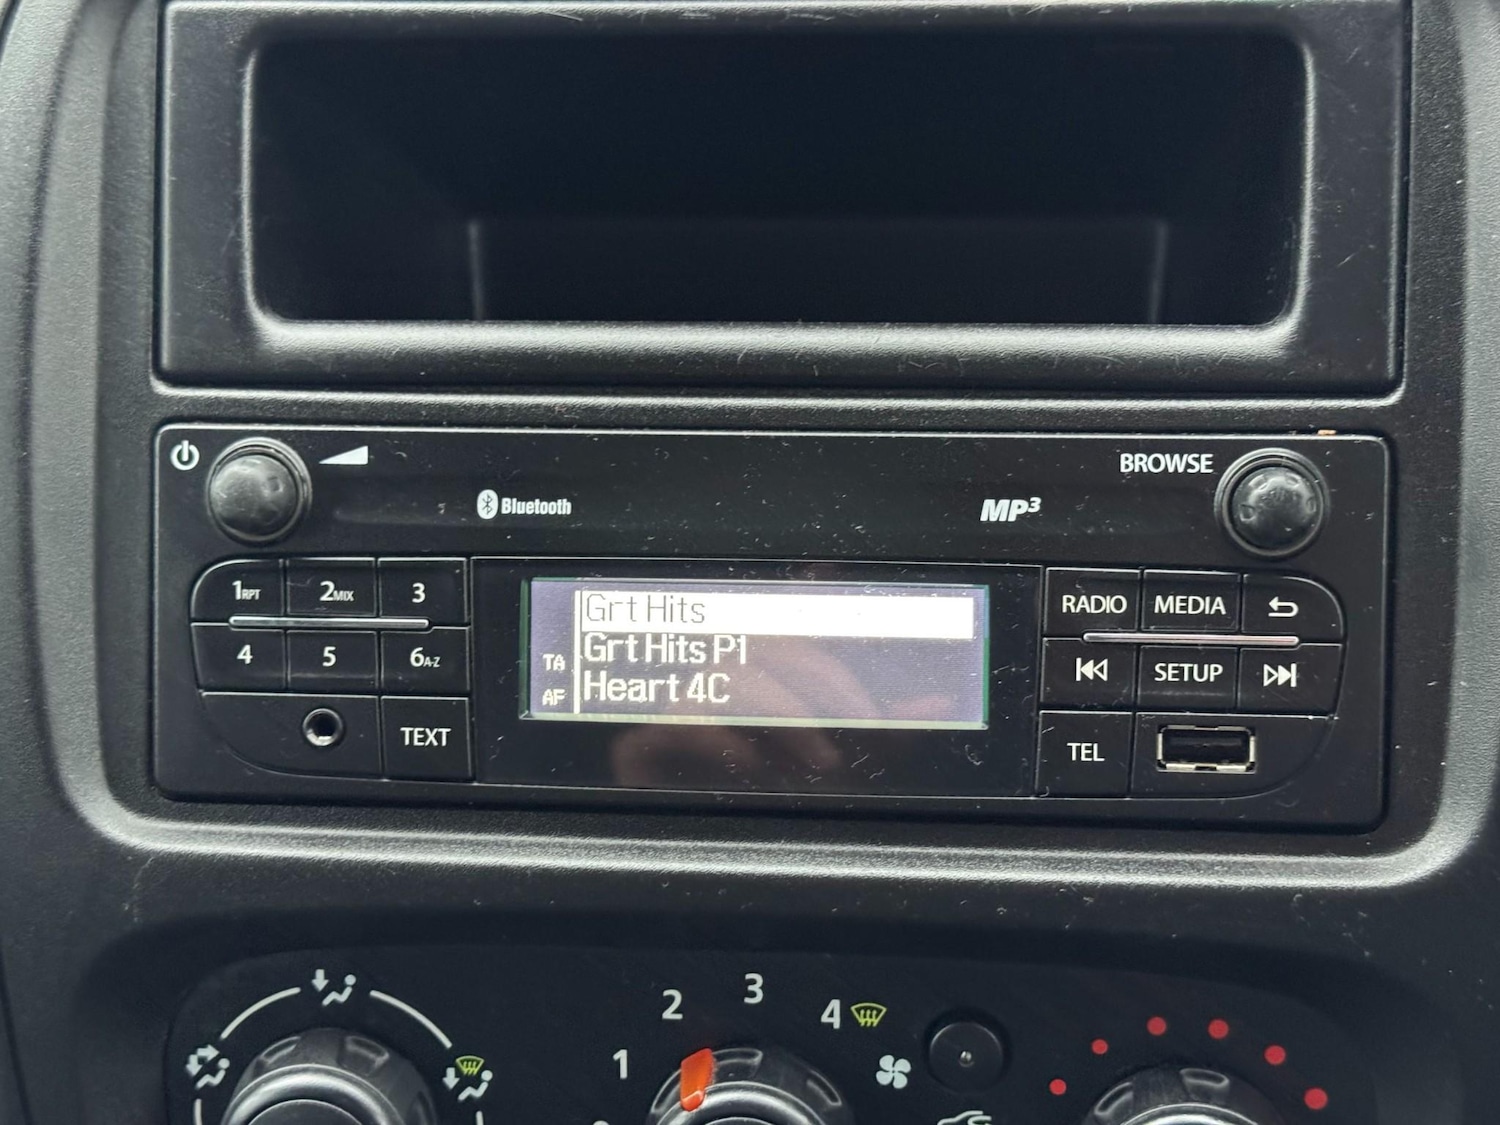 BROWSE
Bluetooth
MP3
1RPT 2MIX 3
Grt Hits
RADIO MEDIA
4 5 6A-Z
TA Grt Hits P1
SETUP
AF Heart 4C
TEXT
TEL
1 2 3 4